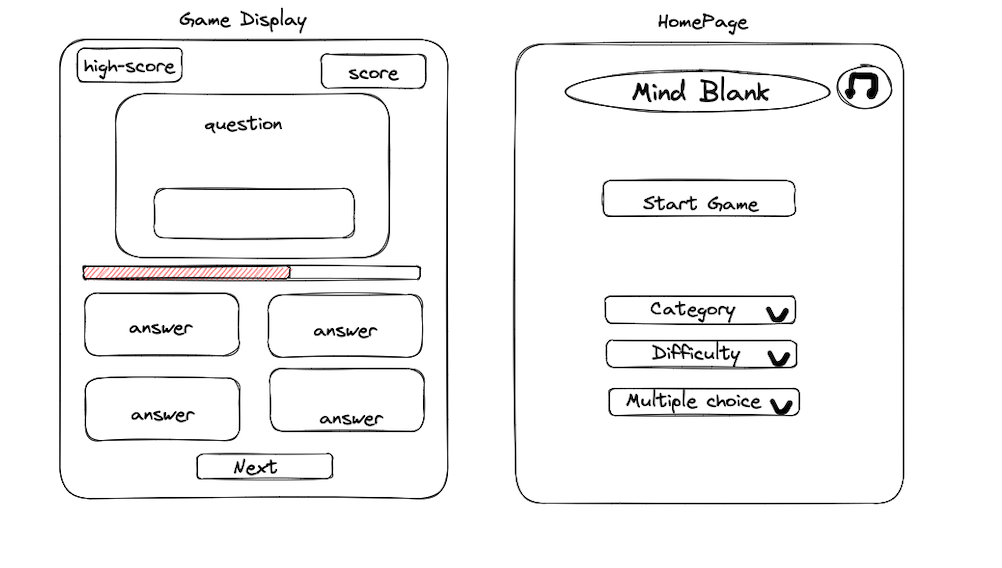 Game Display
high-score
score
question
answer
answer
answer
answer
Next
HomePage
Mind Blank
Start Game
Category
Difficulty
Multiple choice